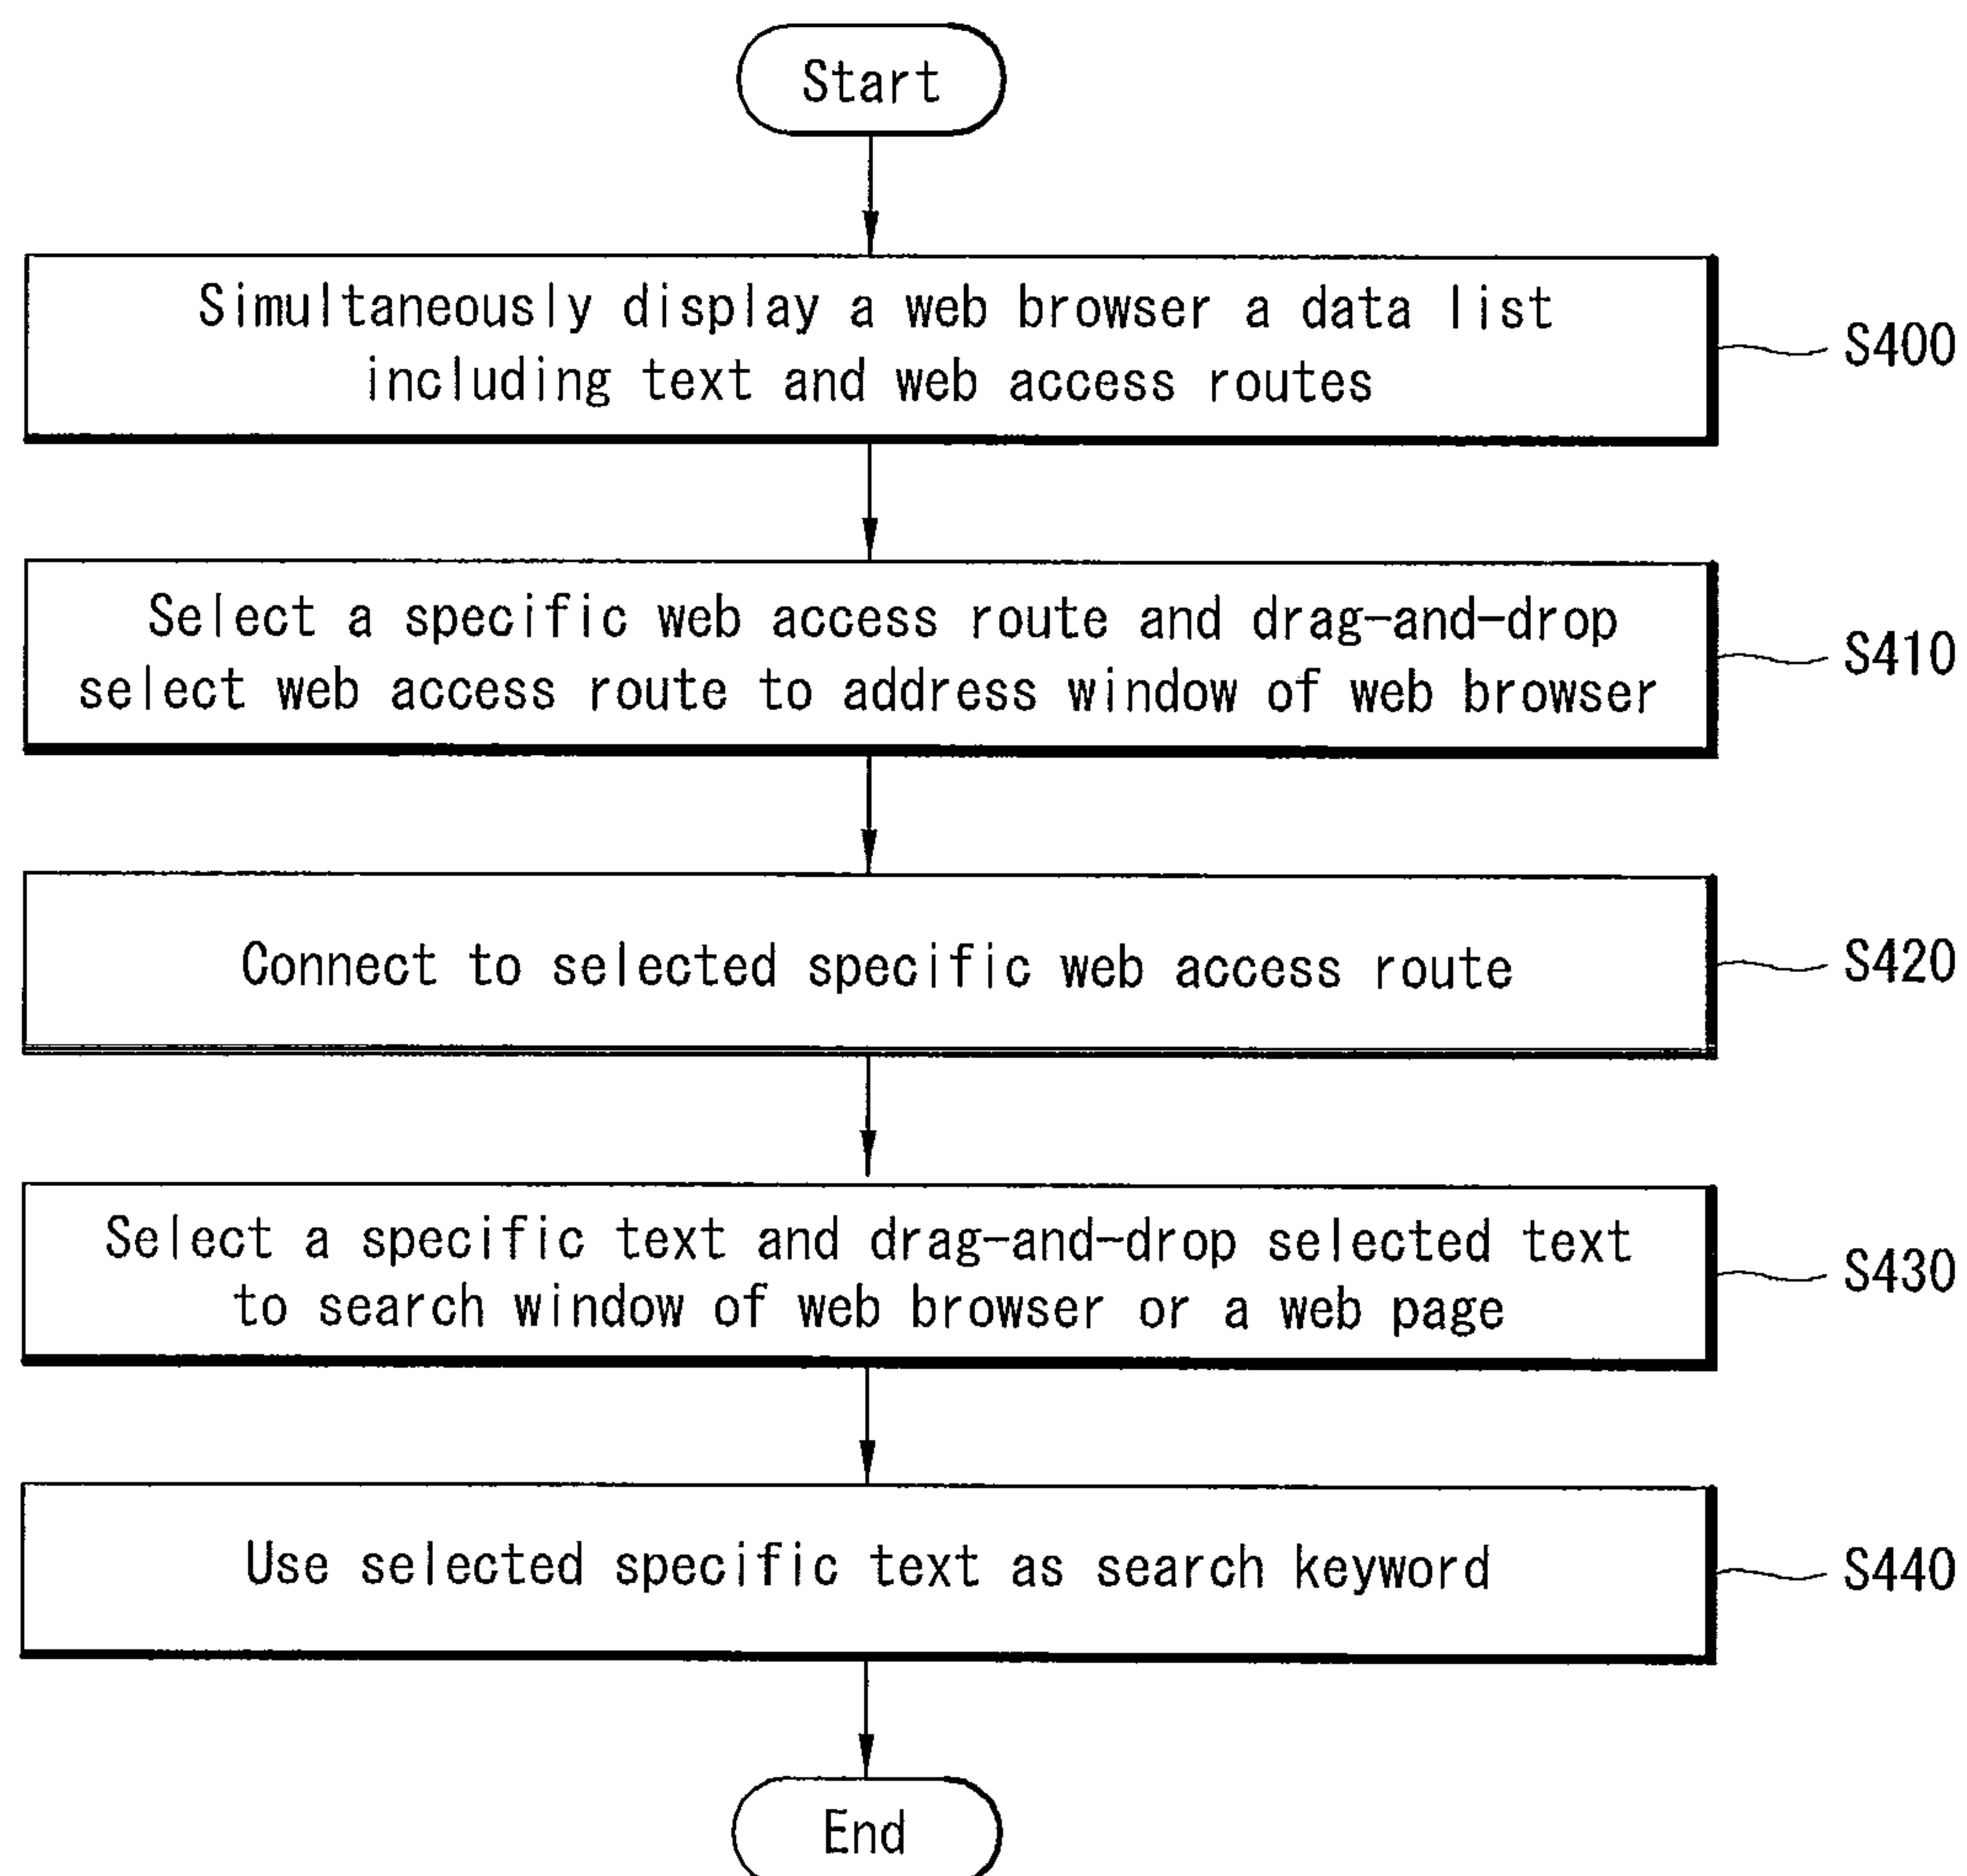 Start
Simultaneously display a web browser a data list
including text and web access routes
S400
Select a specific web access route and drag-and-drop
select web access route to address window of web browser
S410
Connect to selected specific web access route
S420
Select a specific text and drag-and-drop selected text
to search window of web browser or a web page
S430
Use selected specific text as search keyword
S440
End